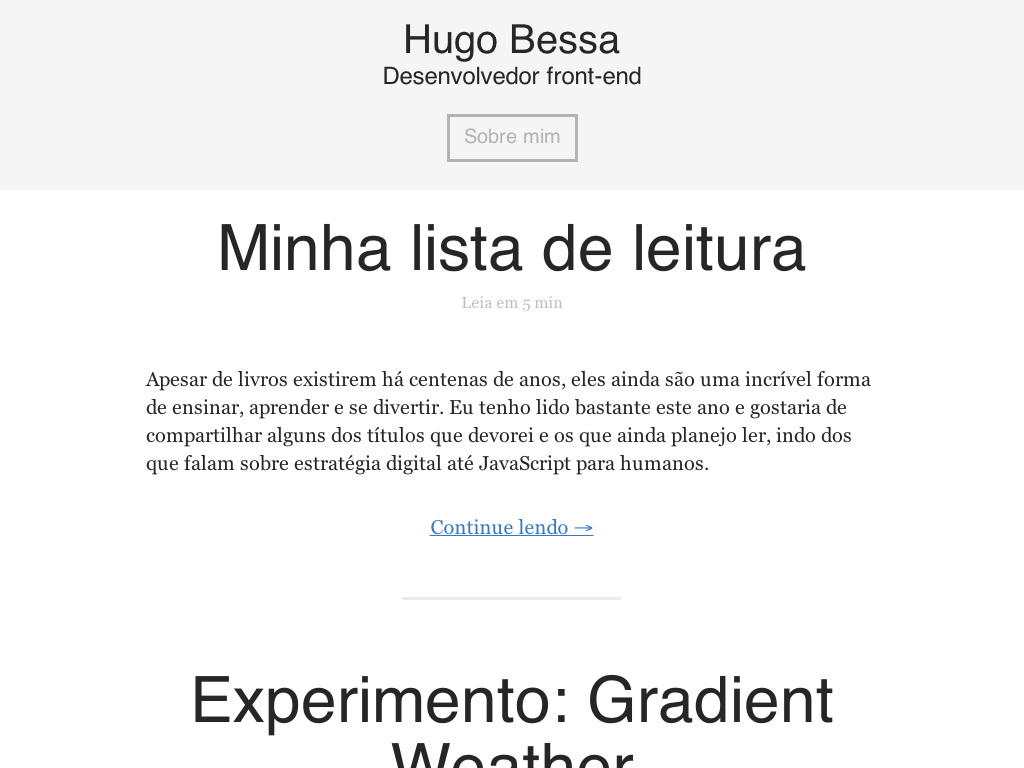 Hugo Bessa
Desenvolvedor front-end
Sobre mim
Minha lista de leitura
Leia em 5 min
Apesar de livros existirem há centenas de anos, eles ainda são uma incrível forma
de ensinar, aprender e se divertir. Eu tenho lido bastante este ano e gostaria de
compartilhar alguns dos títulos que devorei e os que ainda planejo ler, indo dos
que falam sobre estratégia digital até JavaScript para humanos.
Continue lendo →
Experimento: Gradient
Weather